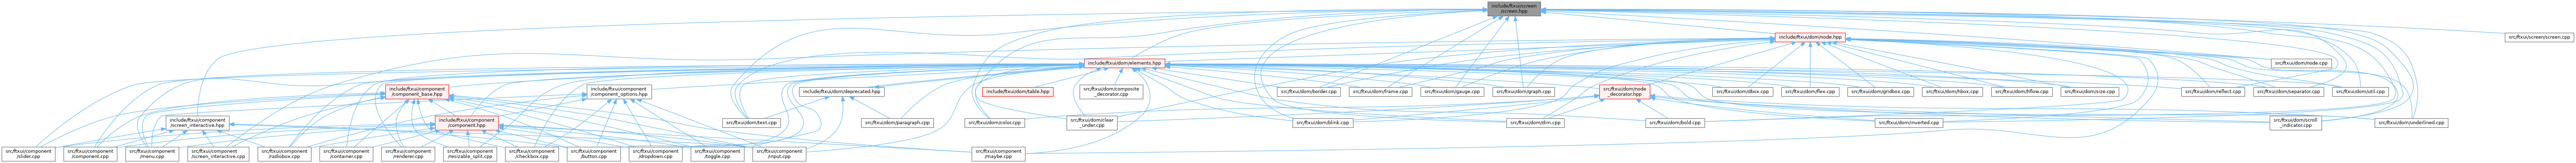 include/ftxui/screen
/screen.hpp
include/ftxui/dom/node.hpp
src/ftxui/screen/screen.cpp
include/ftxui/dom/elements.hpp
src/ftxui/dom/node.cpp
include/ftxui/component
/component_base.hpp
include/ftxui/component
/component_options.hpp
include/ftxui/dom/deprecated.hpp
include/ftxui/dom/table.hpp
src/ftxui/dom/composite
_decorator.cpp
src/ftxui/dom/border.cpp
src/ftxui/dom/frame.cpp
src/ftxui/dom/gauge.cpp
src/ftxui/dom/graph.cpp
src/ftxui/dom/node
_decorator.hpp
src/ftxui/dom/dbox.cpp
src/ftxui/dom/flex.cpp
src/ftxui/dom/gridbox.cpp
src/ftxui/dom/hbox.cpp
src/ftxui/dom/hflow.cpp
src/ftxui/dom/size.cpp
src/ftxui/dom/reflect.cpp
src/ftxui/dom/separator.cpp
src/ftxui/dom/util.cpp
include/ftxui/component
/screen_interactive.hpp
include/ftxui/component
/component.hpp
src/ftxui/dom/text.cpp
src/ftxui/dom/paragraph.cpp
src/ftxui/dom/color.cpp
src/ftxui/dom/clear
_under.cpp
src/ftxui/dom/blink.cpp
src/ftxui/dom/dim.cpp
src/ftxui/dom/bold.cpp
src/ftxui/dom/inverted.cpp
src/ftxui/dom/scroll
_indicator.cpp
src/ftxui/dom/underlined.cpp
src/ftxui/component
/slider.cpp
src/ftxui/component
/component.cpp
src/ftxui/component
/menu.cpp
src/ftxui/component
/screen_interactive.cpp
src/ftxui/component
/radiobox.cpp
src/ftxui/component
/container.cpp
src/ftxui/component
/renderer.cpp
src/ftxui/component
/resizable_split.cpp
src/ftxui/component
/checkbox.cpp
src/ftxui/component
/button.cpp
src/ftxui/component
/dropdown.cpp
src/ftxui/component
/toggle.cpp
src/ftxui/component
/input.cpp
src/ftxui/component
/maybe.cpp